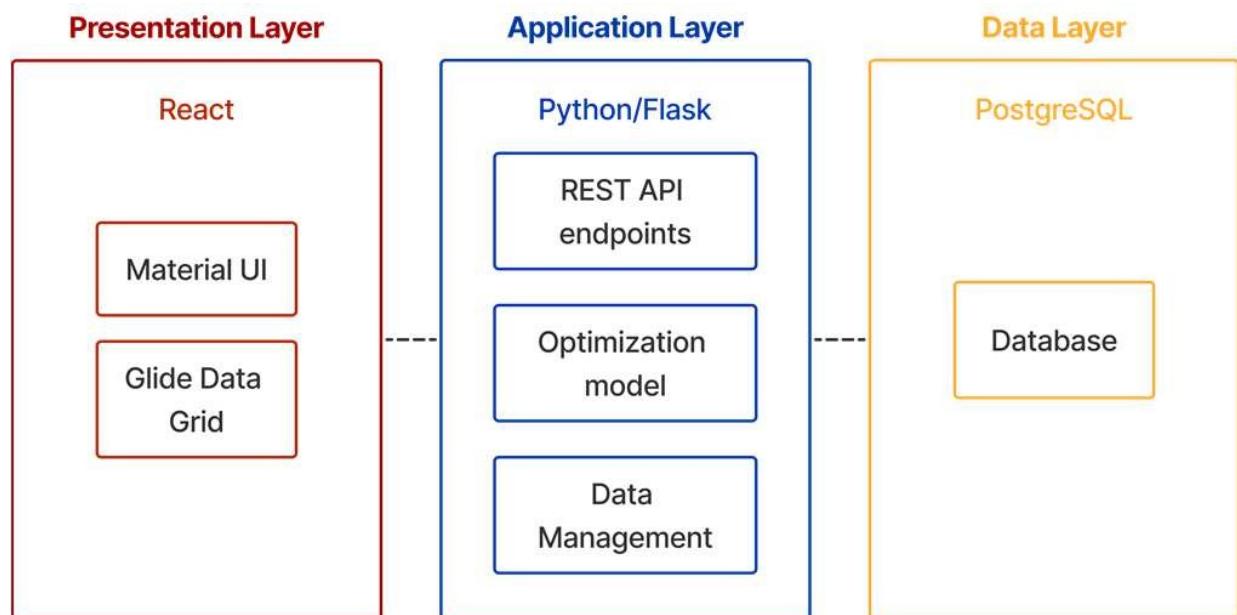 Presentation Layer
React
Material UI
Glide Data
Grid
Application Layer
Python/Flask
REST API
endpoints
Optimization
model
Data
Management
Data Layer
PostgreSQL
Database